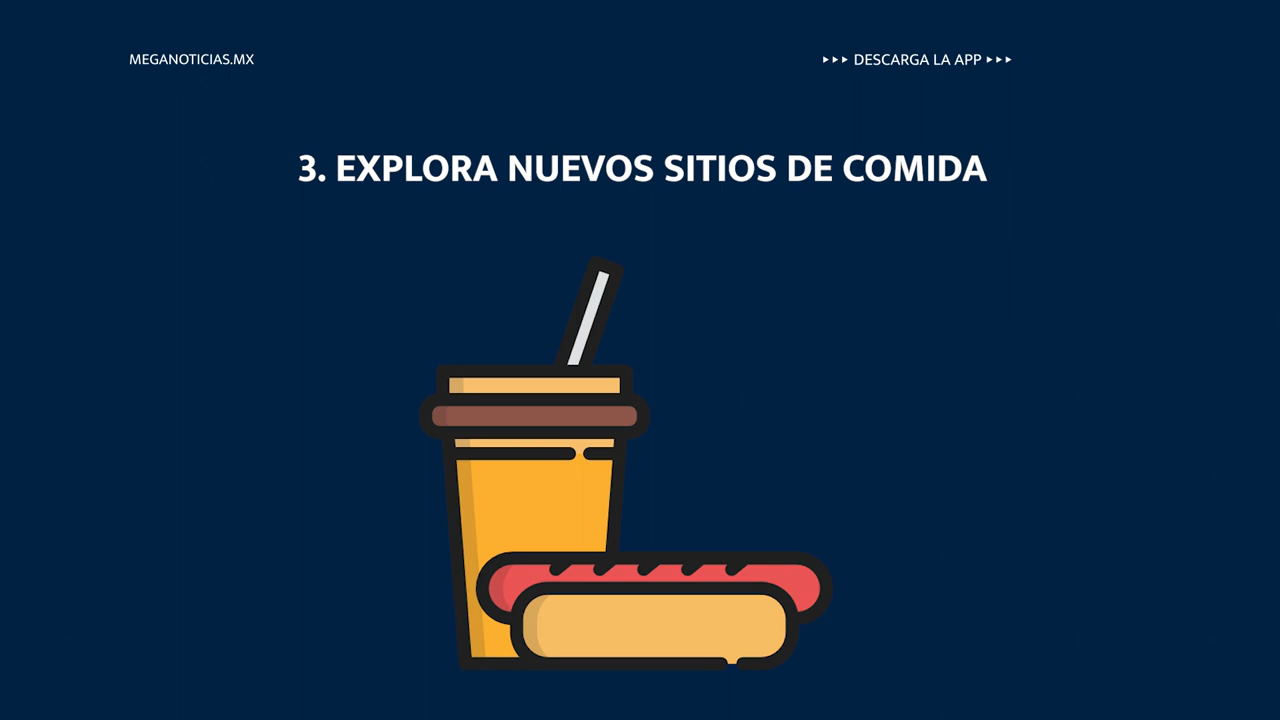 MEGANOTICIAS.MX
DESCARGA LA APP
3. EXPLORA NUEVOS SITIOS DE COMIDA